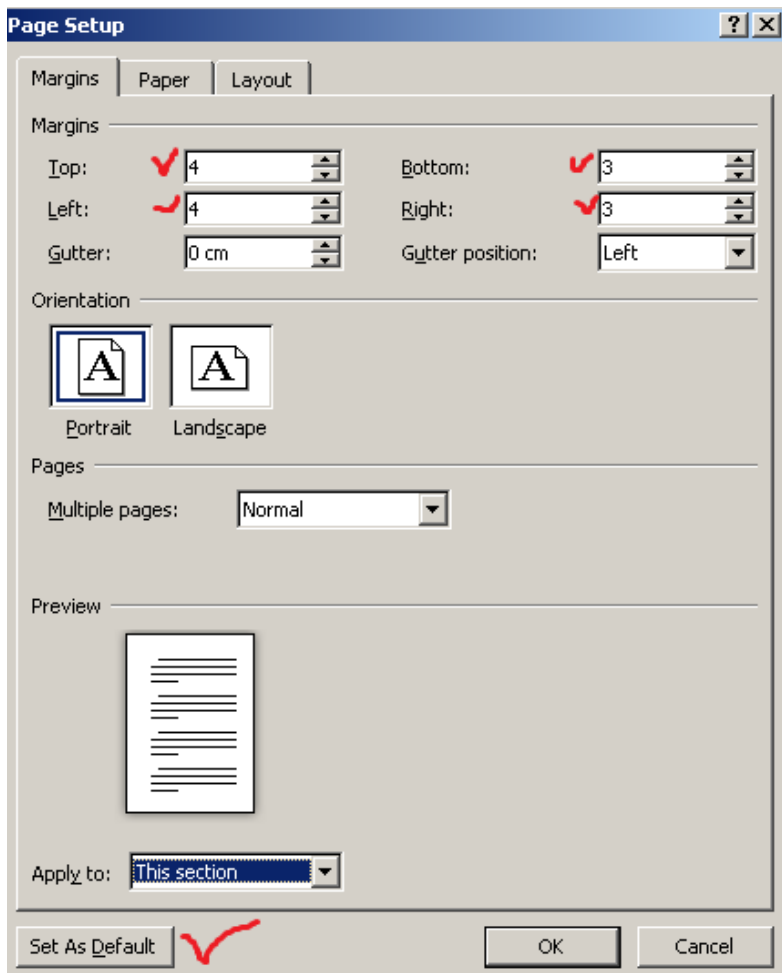 Page Setup
Margins Paper Layout
Margins
Top: 4 Bottom: 3
Left: 4 Right: 3
Gutter: 0 cm Gutter position: Left
Orientation
A A
Portrait Landscape
Pages
Multiple pages: Normal
Preview
Apply to: This section
Set As Default OK Cancel